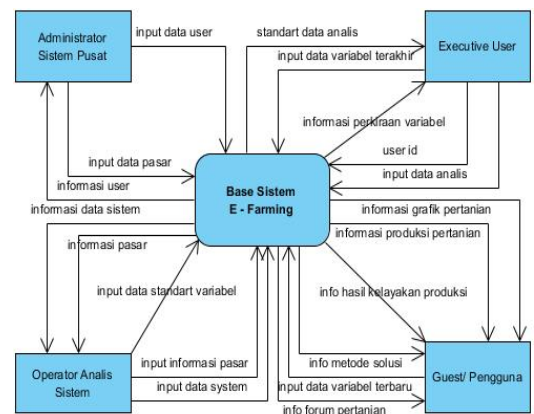 Administrator
Sistem Pusat
input data user
standart data analis
input data variabel terakhir
Executive User
informasi perkiraan variabel
user id
input data analis
input data pasar
informasi user
informasi data sistem
informasi pasar
Base Sistem
E - Farming
informasi grafik pertanian
informasi produksi pertanian
input data standart variabel
info hasil kelayakan produksi
Operator Analis
Sistem
input informasi pasar
input data system
info metode solusi
input data variabel terbaru
info forum pertanian
Guest/ Pengguna